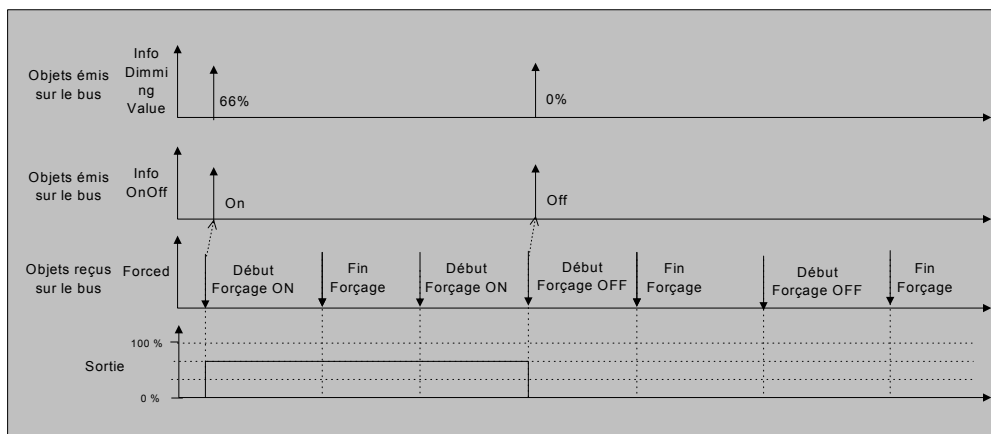 Objets émis
sur le bus
Info
Dimmi
ng
Value
66%
0%
Objets émis
sur le bus
Info
OnOff
On
Off
Objets reçus
sur le bus
Forced
Début
Forçage ON
Fin
Forçage
Début
Forçage ON
Début
Forçage OFF
Fin
Forçage
Début
Forçage OFF
Fin
Forçage
Sortie
100 %
0 %